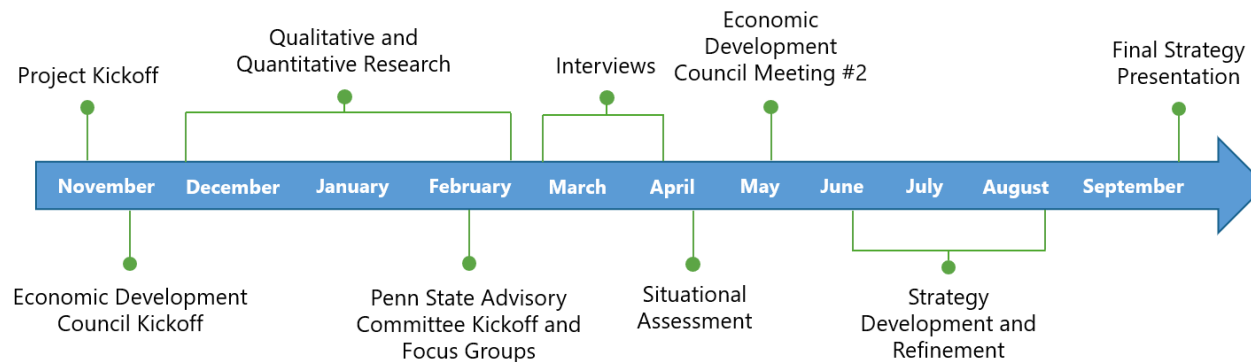 Project Kickoff
Qualitative and
Quantitative Research
Interviews
Economic
Development
Council Meeting #2
Final Strategy
Presentation
November December January February March April May June July August September
Economic Development
Council Kickoff
Penn State Advisory
Committee Kickoff and
Focus Groups
Situational
Assessment
Strategy
Development and
Refinement